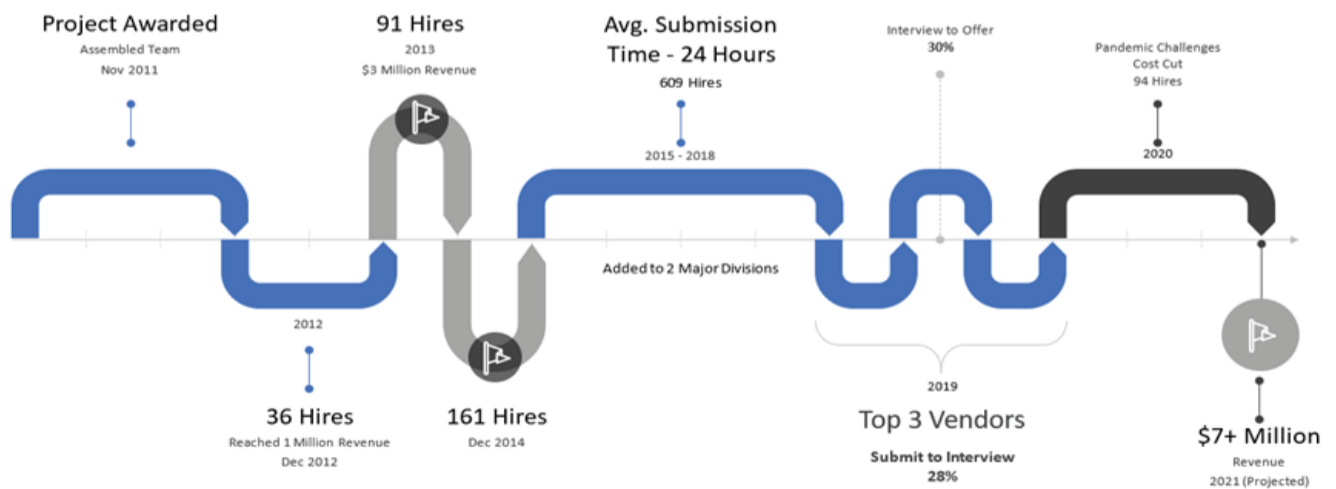 Project Awarded
Assembled Team
Nov 2011
2012
36 Hires
Reached 1 Million Revenue
Dec 2012
91 Hires
2013
$3 Million Revenue
161 Hires
Dec 2014
Avg. Submission
Time - 24 Hours
609 Hires
2015 - 2018
Added to 2 Major Divisions
Interview to Offer
30%
2019
Top 3 Vendors
Submit to Interview
28%
Pandemic Challenges
Cost Cut
94 Hires
2020
$7+ Million
Revenue
2021 (Projected)